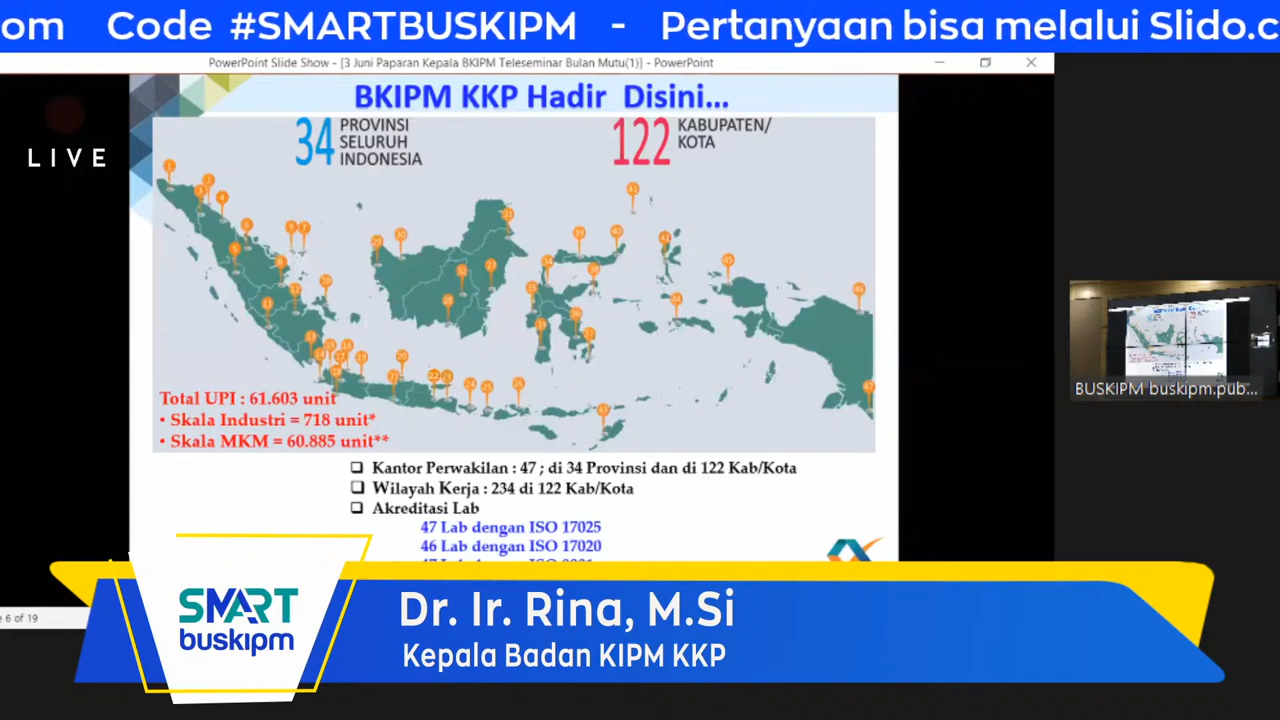 om Code #SMARTBUSKIPM - Pertanyaan bisa melalui Slido.c
PowerPoint Slide Show - [3 Juni Paparan Kepala BKIPM Teleseminar Bulan Mutu(1)] - PowerPoint
LIVE
BKIPM KKP Hadir Disini...
34 PROVINSI
SELURUH
INDONESIA
122 KABUPATEN/
KOTA
Total UPI : 61.603 unit
• Skala Industri = 718 unit*
• Skala MKM = 60.885 unit**
❑ Kantor Perwakilan : 47 ; di 34 Provinsi dan di 122 Kab/Kota
❑ Wilayah Kerja : 234 di 122 Kab/Kota
❑ Akreditasi Lab
47 Lab dengan ISO 17025
46 Lab dengan ISO 17020
BUSKIPM buskipm.pub...
6 of 19
SMART
buskipm
Dr. Ir. Rina, M.Si
Kepala Badan KIPM KKP